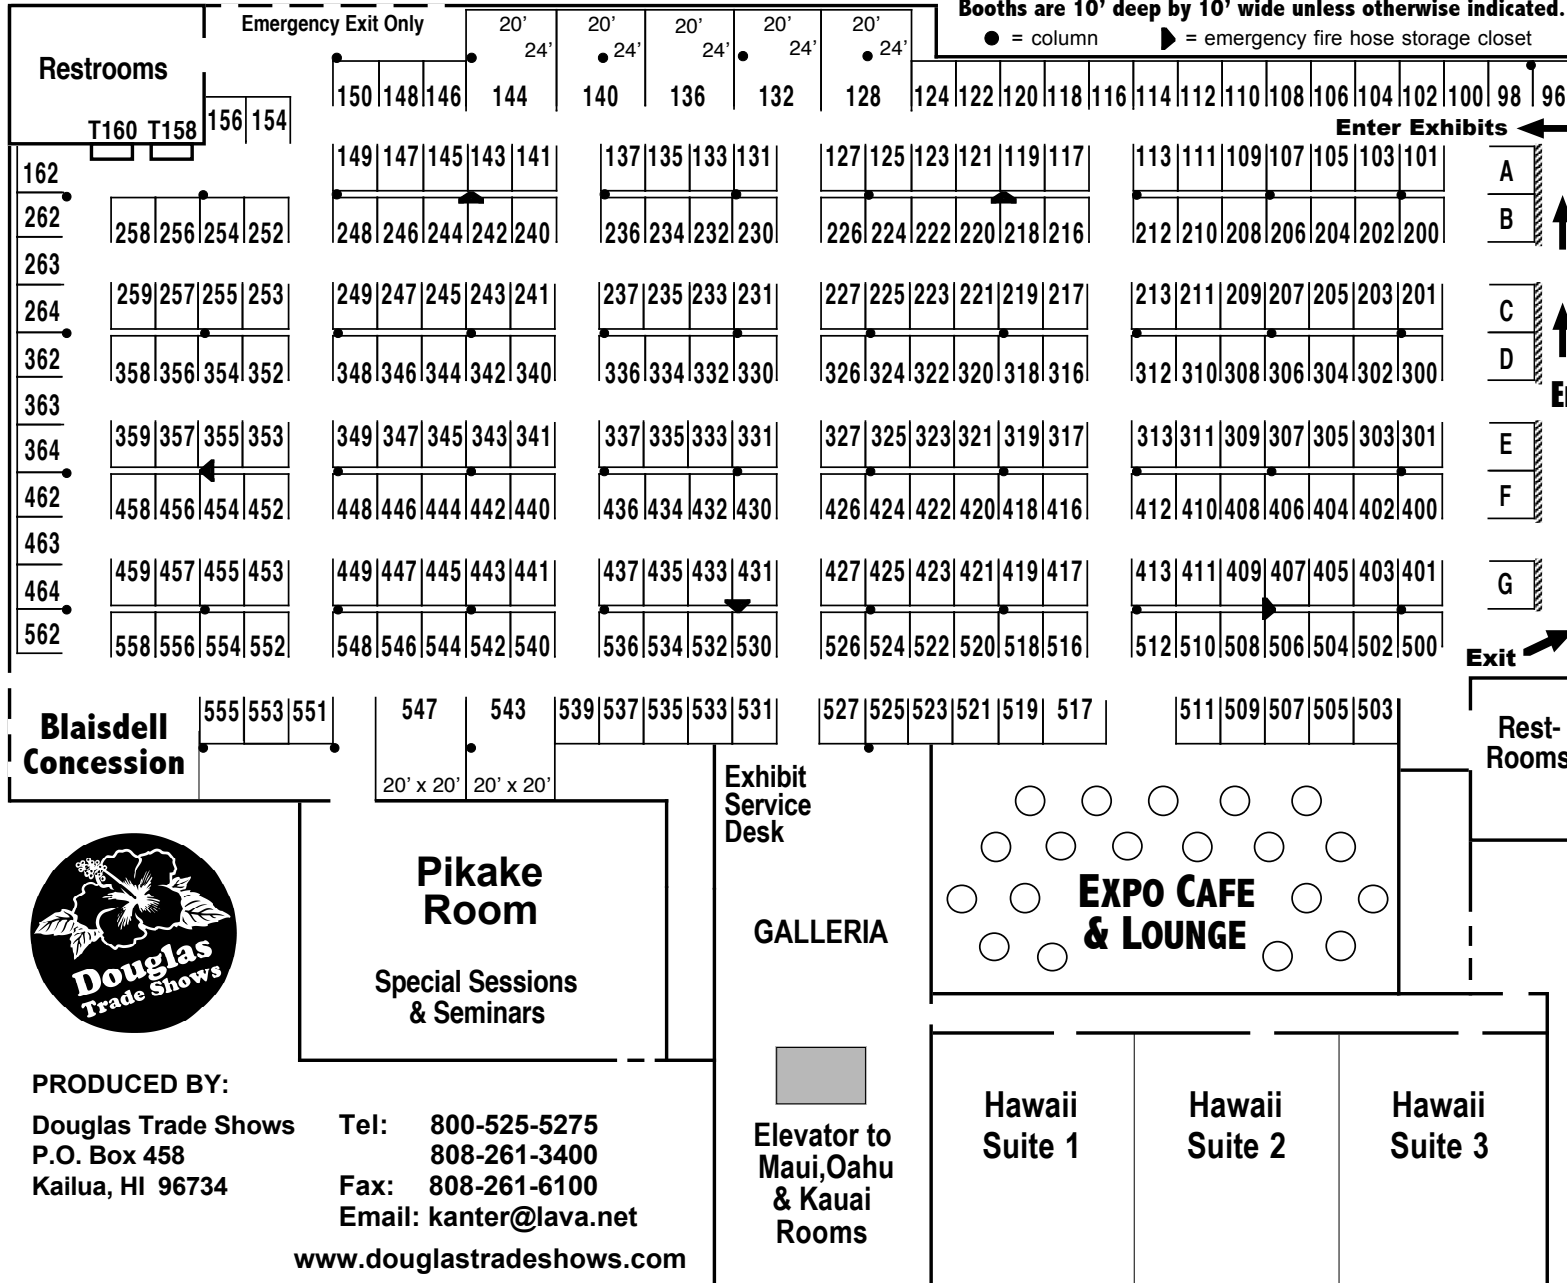 Booths are 10' deep by 10' wide unless otherwise indicated.
= column = emergency fire hose storage closet
Emergency Exit Only
Restrooms
20' 20' 20' 20' 20'
24' 24' 24' 24' 24'
150 148 146 144 140 136 132 128 124 122 120 118 116 114 112 110 108 106 104 102 100 98 96
T160 T158 156 154
Enter Exhibits
162 149 147 145 143 141 137 135 133 131 127 125 123 121 119 117 113 111 109 107 105 103 101 A
262 258 256 254 252 248 246 244 242 240 236 234 232 230 226 224 222 220 218 216 212 210 208 206 204 202 200 B
263
264 259 257 255 253 249 247 245 243 241 237 235 233 231 227 225 223 221 219 217 213 211 209 207 205 203 201 C
362 358 356 354 352 348 346 344 342 340 336 334 332 330 326 324 322 320 318 316 312 310 308 306 304 302 300 D
363
364 359 357 355 353 349 347 345 343 341 337 335 333 331 327 325 323 321 319 317 313 311 309 307 305 303 301 E
462 458 456 454 452 448 446 444 442 440 436 434 432 430 426 424 422 420 418 416 412 410 408 406 404 402 400 F
463
464 459 457 455 453 449 447 445 443 441 437 435 433 431 427 425 423 421 419 417 413 411 409 407 405 403 401 G
562 558 556 554 552 548 546 544 542 540 536 534 532 530 526 524 522 520 518 516 512 510 508 506 504 502 500
Exit
555 553 551 547 543 539 537 535 533 531 527 525 523 521 519 517 511 509 507 505 503
20' x 20' 20' x 20'
Blaisdell
Concession
Rest-
Rooms
Exhibit
Service
Desk
Pikake
Room
Special Sessions
& Seminars
GALLERIA
EXPO CAFE
& LOUNGE
Douglas
Trade Shows
Elevator to
Maui,Oahu
& Kauai
Rooms
Hawaii
Suite 1
Hawaii
Suite 2
Hawaii
Suite 3
PRODUCED BY:
Douglas Trade Shows
P.O. Box 458
Kailua, HI 96734
Tel: 800-525-5275
808-261-3400
Fax: 808-261-6100
Email: kanter@lava.net
www.douglastradeshows.com